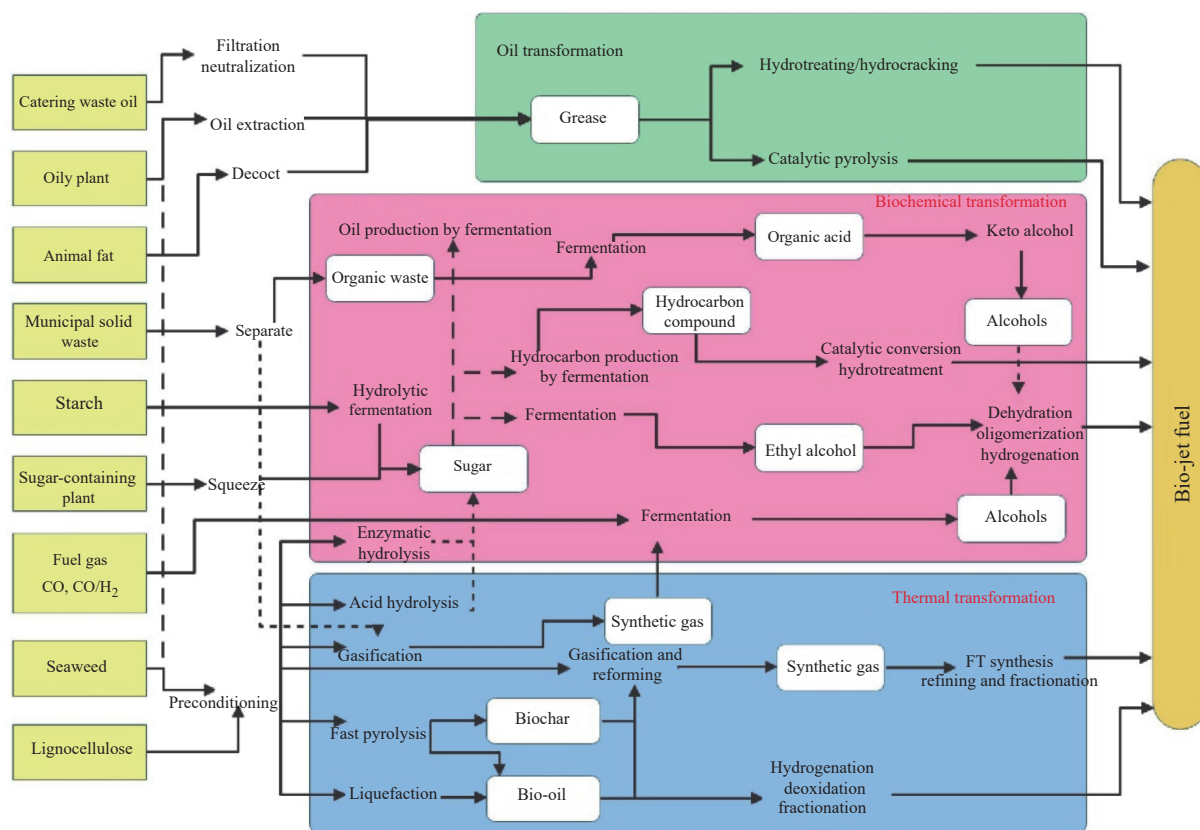 Catering waste oil
Oily plant
Animal fat
Municipal solid
waste
Starch
Sugar-containing
plant
Fuel gas
CO, CO/H₂
Seaweed
Lignocellulose
Filtration
neutralization
Oil extraction
Decoct
Separate
Squeeze
Preconditioning
Oil transformation
Grease
Hydrotreating/hydrocracking
Catalytic pyrolysis
Biochemical transformation
Oil production by fermentation
Organic waste
Fermentation
Organic acid
Keto alcohol
Alcohols
Hydrocarbon
compound
Hydrocarbon production
by fermentation
Catalytic conversion
hydrotreatment
Hydrolytic
fermentation
Fermentation
Ethyl alcohol
Dehydration
oligomerization
hydrogenation
Sugar
Fermentation
Alcohols
Enzymatic
hydrolysis
Thermal transformation
Acid hydrolysis
Synthetic gas
Gasification
Gasification and
reforming
Synthetic gas
FT synthesis
refining and fractionation
Fast pyrolysis
Biochar
Liquefaction
Bio-oil
Hydrogenation
deoxidation
fractionation
Bio-jet fuel